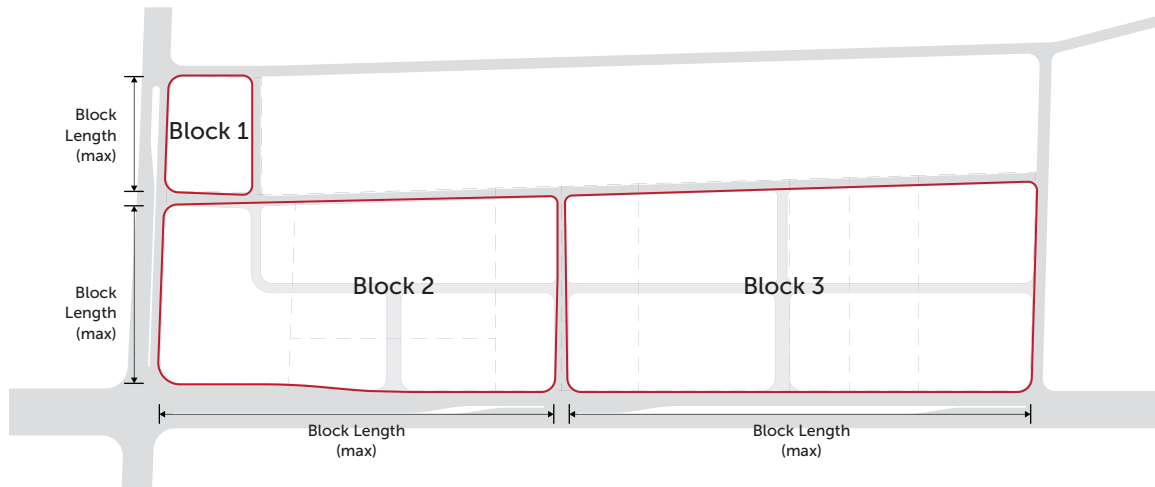 Block
Length
(max)
Block 1
Block
Length
(max)
Block 2
Block 3
Block Length
(max)
Block Length
(max)